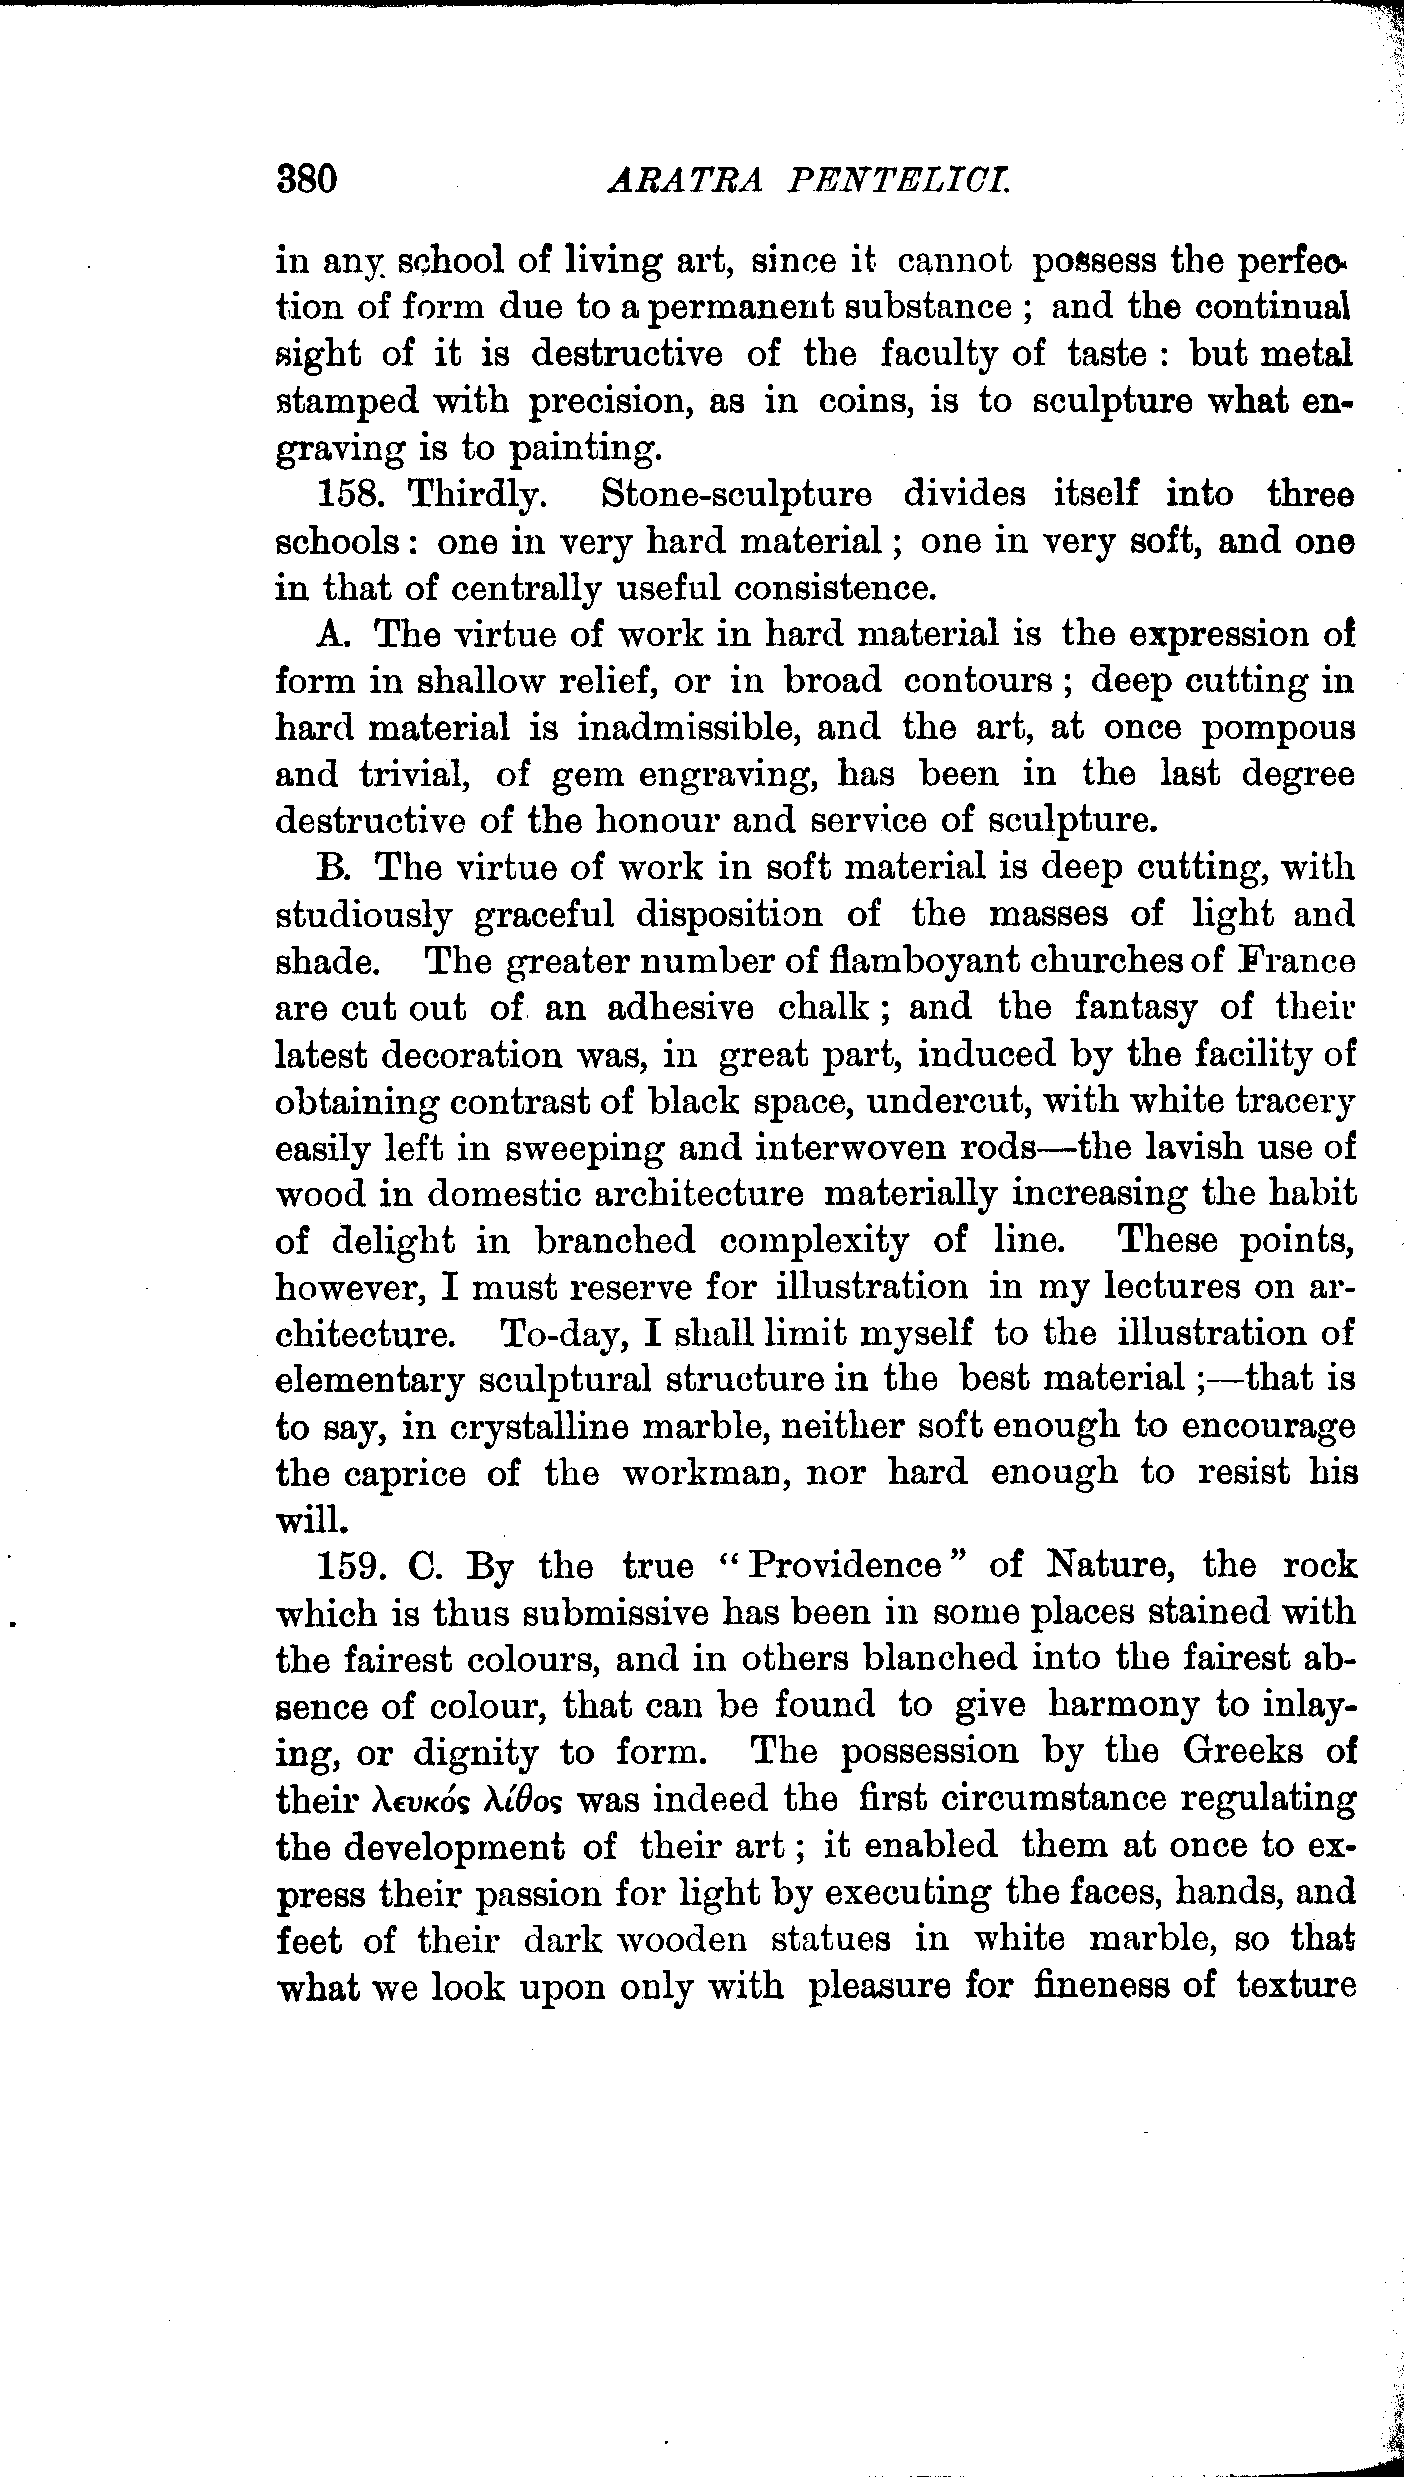 380 ARATRA PENTELICI.
in any school of living art, since it cannot possess the perfec-
tion of form due to a permanent substance ; and the continual
sight of it is destructive of the faculty of taste : but metal
stamped with precision, as in coins, is to sculpture what en-
graving is to painting.
158. Thirdly. Stone-sculpture divides itself into three
schools : one in very hard material ; one in very soft, and one
in that of centrally useful consistence.
A. The virtue of work in hard material is the expression of
form in shallow relief, or in broad contours ; deep cutting in
hard material is inadmissible, and the art, at once pompous
and trivial, of gem engraving, has been in the last degree
destructive of the honour and service of sculpture.
B. The virtue of work in soft material is deep cutting, with
studiously graceful disposition of the masses of light and
shade. The greater number of flamboyant churches of France
are cut out of an adhesive chalk ; and the fantasy of their
latest decoration was, in great part, induced by the facility of
obtaining contrast of black space, undercut, with white tracery
easily left in sweeping and interwoven rods—the lavish use of
wood in domestic architecture materially increasing the habit
of delight in branched complexity of line. These points,
however, I must reserve for illustration in my lectures on ar-
chitecture. To-day, I shall limit myself to the illustration of
elementary sculptural structure in the best material ;—that is
to say, in crystalline marble, neither soft enough to encourage
the caprice of the workman, nor hard enough to resist his
will.
159. C. By the true “ Providence ” of Nature, the rock
which is thus submissive has been in some places stained with
the fairest colours, and in others blanched into the fairest ab-
sence of colour, that can be found to give harmony to inlay-
ing, or dignity to form. The possession by the Greeks of
their λευκός λίθος was indeed the first circumstance regulating
the development of their art ; it enabled them at once to ex-
press their passion for light by executing the faces, hands, and
feet of their dark wooden statues in white marble, so that
what we look upon only with pleasure for fineness of texture